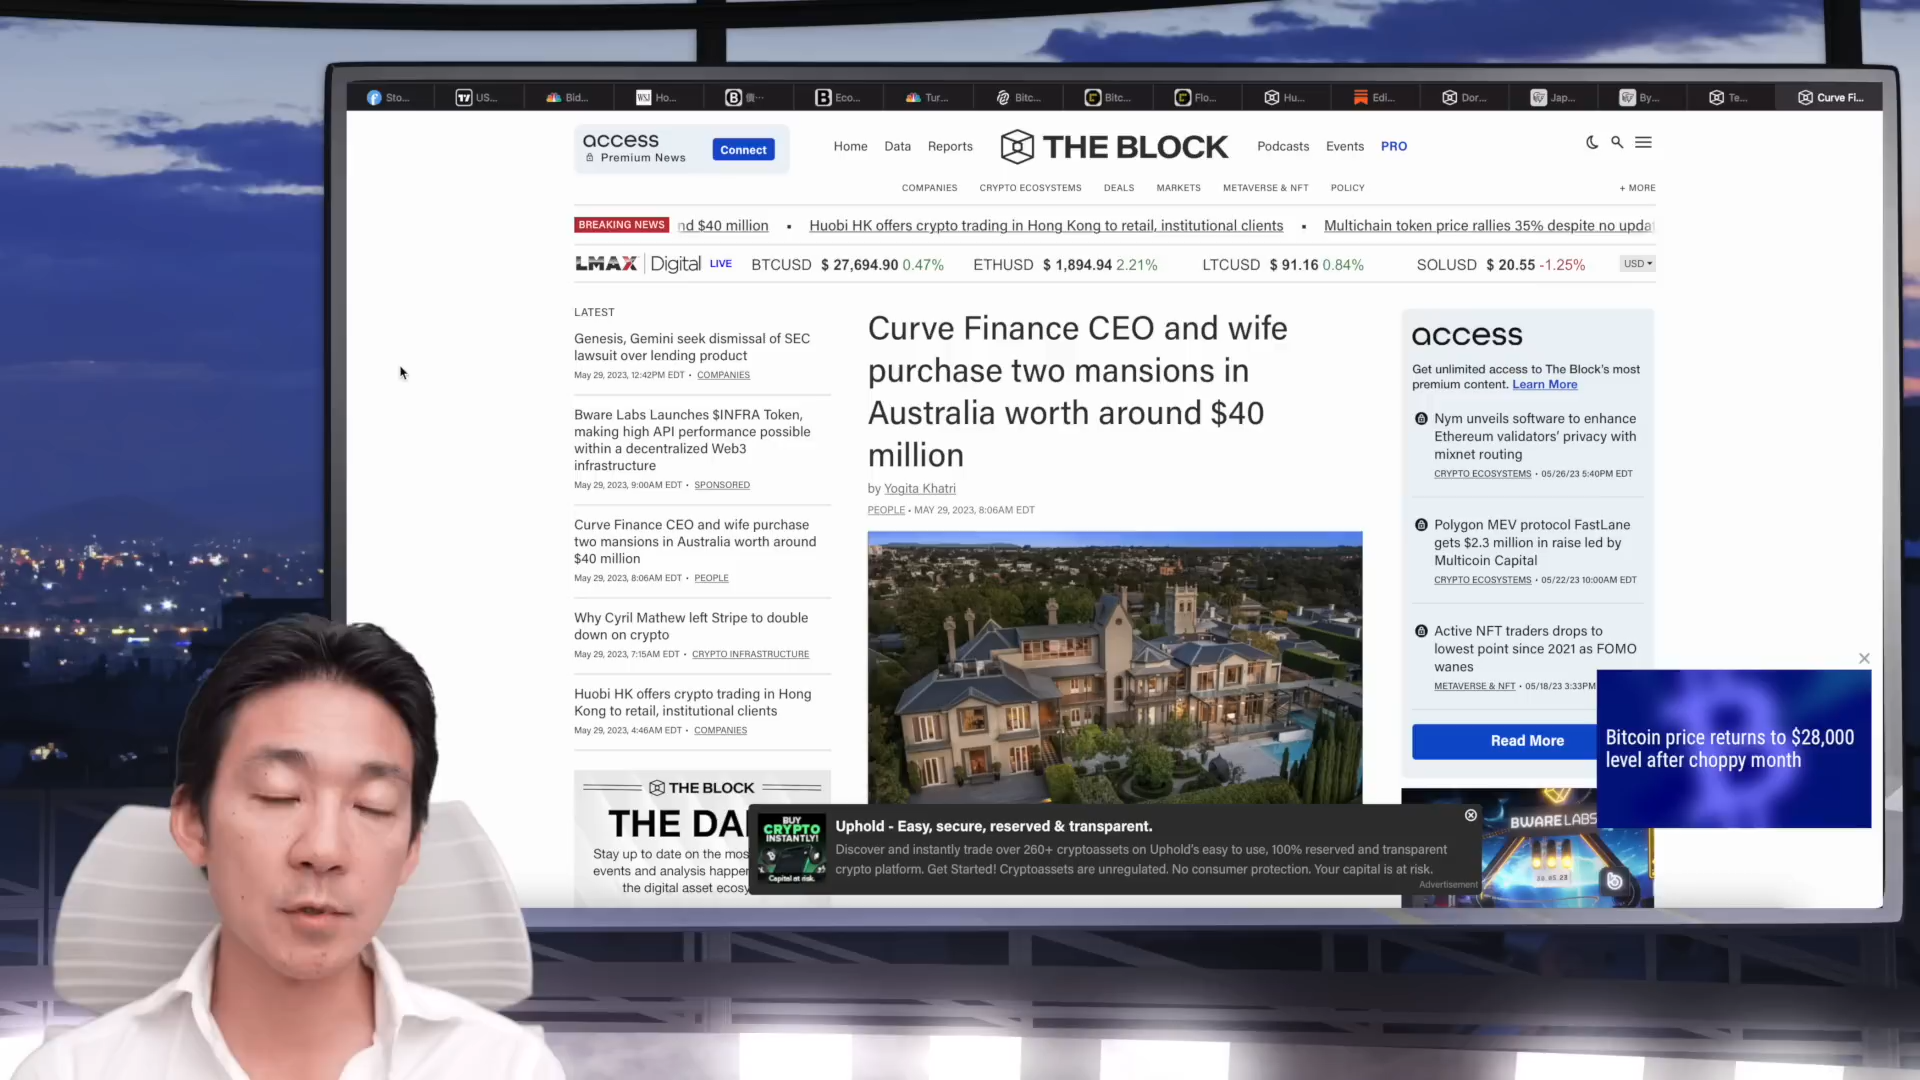 Sto...
US...
Bid...
WSJ Ho...
B 債...
B Eco...
Tur...
Bitc...
Bitc...
Flo...
Hu...
Edi...
Dor...
Jap...
By...
Te...
Curve Fi...
access
Premium News
Connect
Home Data Reports
THE BLOCK
Podcasts Events PRO
COMPANIES CRYPTO ECOSYSTEMS DEALS MARKETS METAVERSE & NFT POLICY + MORE
BREAKING NEWS nd $40 million ▪ Huobi HK offers crypto trading in Hong Kong to retail, institutional clients ▪ Multichain token price rallies 35% despite no upda
LMAX Digital LIVE BTCUSD $ 27,694.90 0.47% ETHUSD $ 1,894.94 2.21% LTCUSD $ 91.16 0.84% SOLUSD $ 20.55 -1.25% USD
LATEST
Genesis, Gemini seek dismissal of SEC
lawsuit over lending product
May 29, 2023, 12:42PM EDT • COMPANIES
Bware Labs Launches $INFRA Token,
making high API performance possible
within a decentralized Web3
infrastructure
May 29, 2023, 9:00AM EDT • SPONSORED
Curve Finance CEO and wife purchase
two mansions in Australia worth around
$40 million
May 29, 2023, 8:06AM EDT • PEOPLE
Why Cyril Mathew left Stripe to double
down on crypto
May 29, 2023, 7:15AM EDT • CRYPTO INFRASTRUCTURE
Huobi HK offers crypto trading in Hong
Kong to retail, institutional clients
May 29, 2023, 4:46AM EDT • COMPANIES
THE BLOCK
THE DA
Stay up to date on the mos
events and analysis happe
the digital asset ecosy
Curve Finance CEO and wife
purchase two mansions in
Australia worth around $40
million
by Yogita Khatri
PEOPLE • MAY 29, 2023, 8:06AM EDT
access
Get unlimited access to The Block's most
premium content. Learn More
Nym unveils software to enhance
Ethereum validators' privacy with
mixnet routing
CRYPTO ECOSYSTEMS • 05/26/23 5:40PM EDT
Polygon MEV protocol FastLane
gets $2.3 million in raise led by
Multicoin Capital
CRYPTO ECOSYSTEMS • 05/22/23 10:00AM EDT
Active NFT traders drops to
lowest point since 2021 as FOMO
wanes
METAVERSE & NFT • 05/18/23 3:33PM
Read More
Bitcoin price returns to $28,000
level after choppy month
BWARE LABS
BUY
CRYPTO
INSTANTLY!
Capital at risk.
Uphold - Easy, secure, reserved & transparent.
Discover and instantly trade over 260+ cryptoassets on Uphold's easy to use, 100% reserved and transparent
crypto platform. Get Started! Cryptoassets are unregulated. No consumer protection. Your capital is at risk.
Advertisement